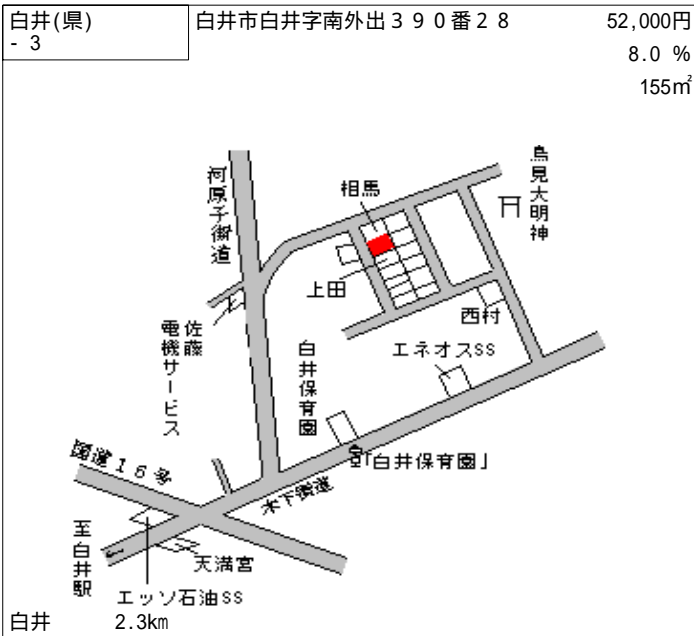 白井(県)
- 3
白井市白井字南外出３９０番２８
52,000円
8.0 %
155㎡
河原子街道
相馬
鳥見大明神
上田
西村
佐藤電機サービス
白井保育園
エネオスSS
「白井保育園」
国道１６号
木下街道
至白井駅
天満宮
エッソ石油SS
白井 2.3km